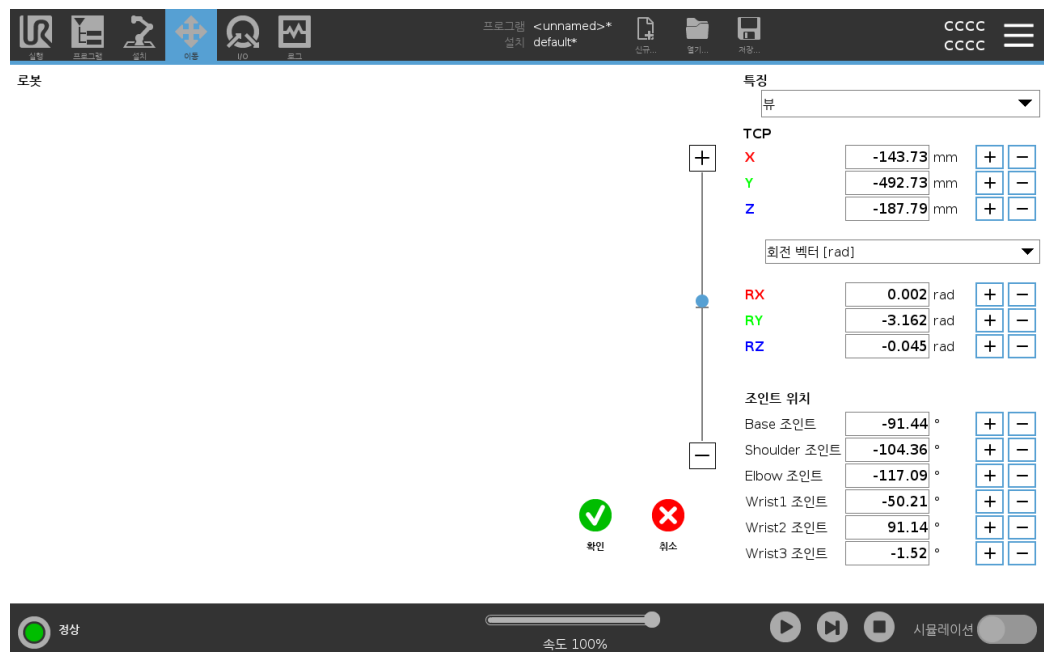 실행 프로그램 설치 이동 I/O 로그
프로그램 <unnamed>*
설치 default*
신규... 열기... 저장...
CCCC
CCCC
로봇
특징
뷰
TCP
X -143.73 mm + −
Y -492.73 mm + −
Z -187.79 mm + −
회전 벡터 [rad]
RX 0.002 rad + −
RY -3.162 rad + −
RZ -0.045 rad + −
조인트 위치
Base 조인트 -91.44 ° + −
Shoulder 조인트 -104.36 ° + −
Elbow 조인트 -117.09 ° + −
Wrist1 조인트 -50.21 ° + −
Wrist2 조인트 91.14 ° + −
Wrist3 조인트 -1.52 ° + −
확인 취소
정상
속도 100%
시뮬레이션